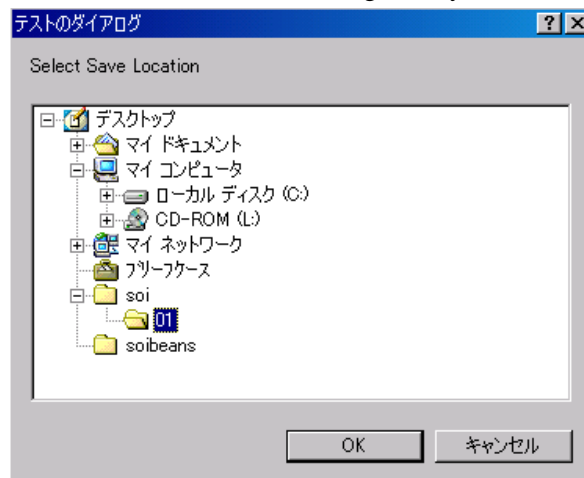 テストのダイアログ
Select Save Location
デスクトップ
マイ ドキュメント
マイ コンピュータ
ローカル ディスク (C:)
CD-ROM (L:)
マイ ネットワーク
ブリーフケース
soi
01
soibeans
OK
キャンセル